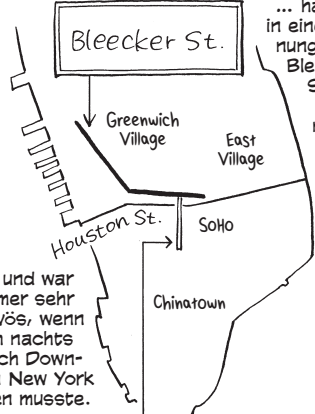 ... ha
in eine
nung
Ble
S
Bleecker St.
Greenwich
Village
East
Village
Houston St.
SoHo
Chinatown
und war
mer sehr
vös, wenn
nachts
ch Down-
New York
en musste.